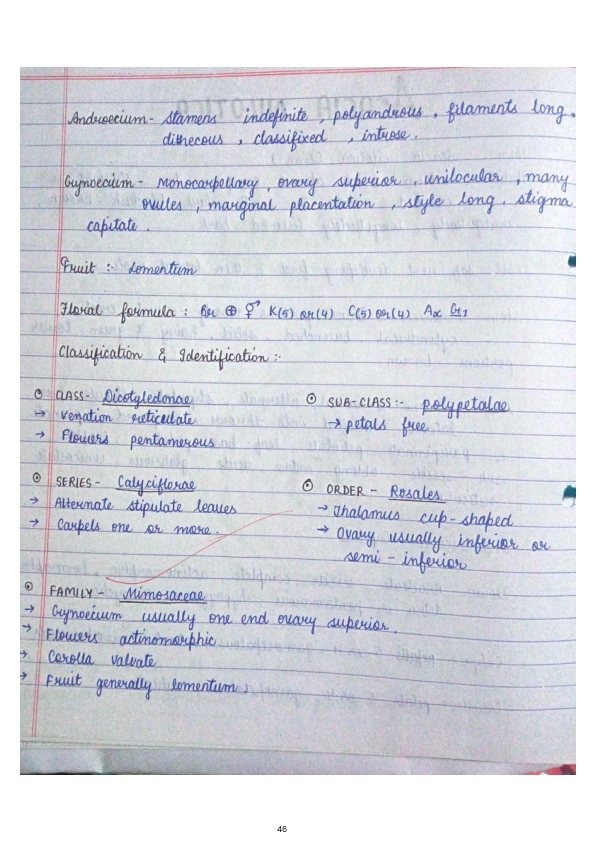 Androecium - Stamens indefinite, polyandrous, filaments long,
dithecous, classifixed, introse.
Gynoecium - Monocarpellary, ovary superior, unilocular, many
ovules, marginal placentation, style long, stigma
capitate.
Fruit :- Lomentum
Floral formula : Br ⊕ ⚥ K(5) or (4) C(5) or (4) A∝ G1
Classification & Identification :-
⊙ CLASS - Dicotyledonae
→ Venation reticulate
→ Flowers pentamerous
⊙ SUB-CLASS :- polypetalae
→ petals free
⊙ SERIES - Calyciflorae
→ Alternate stipulate leaves
→ Carpels one or more.
⊙ ORDER - Rosales
→ Thalamus cup-shaped
→ Ovary usually inferior or
semi - inferior
⊙ FAMILY - Mimosaceae
→ Gynoecium usually one end ovary superior.
→ Flowers actinomorphic
→ Corolla valvate
→ Fruit generally lomentum.
46